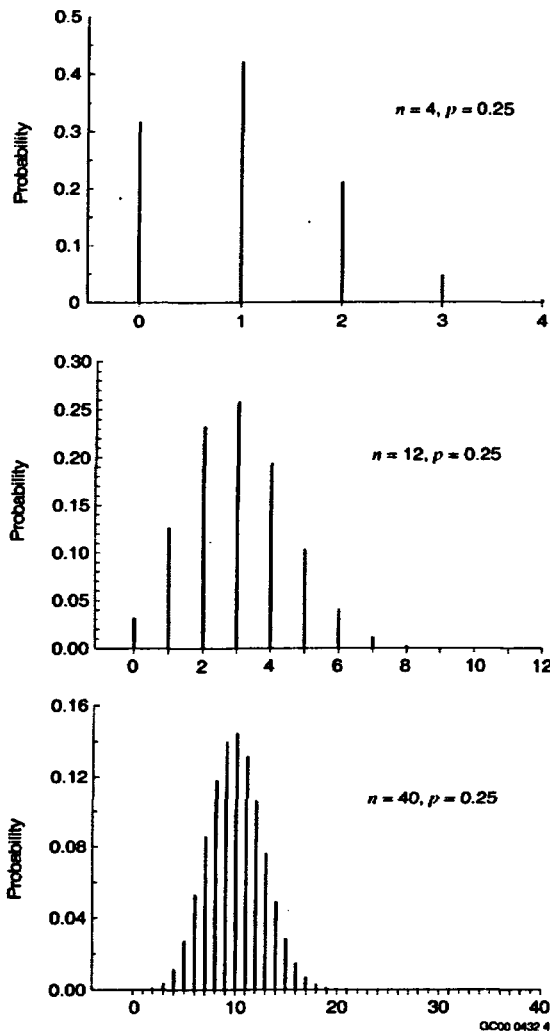 0.5
0.4
n = 4, p = 0.25
0.3
Probability
0.2
0.1
0
0 1 2 3 4
0.30
0.25
0.20
n = 12, p = 0.25
Probability
0.15
0.10
0.05
0.00
0 2 4 6 8 10 12
0.16
0.12
n = 40, p = 0.25
Probability
0.08
0.04
0.00
0 10 20 30 40
GC00 0432 4